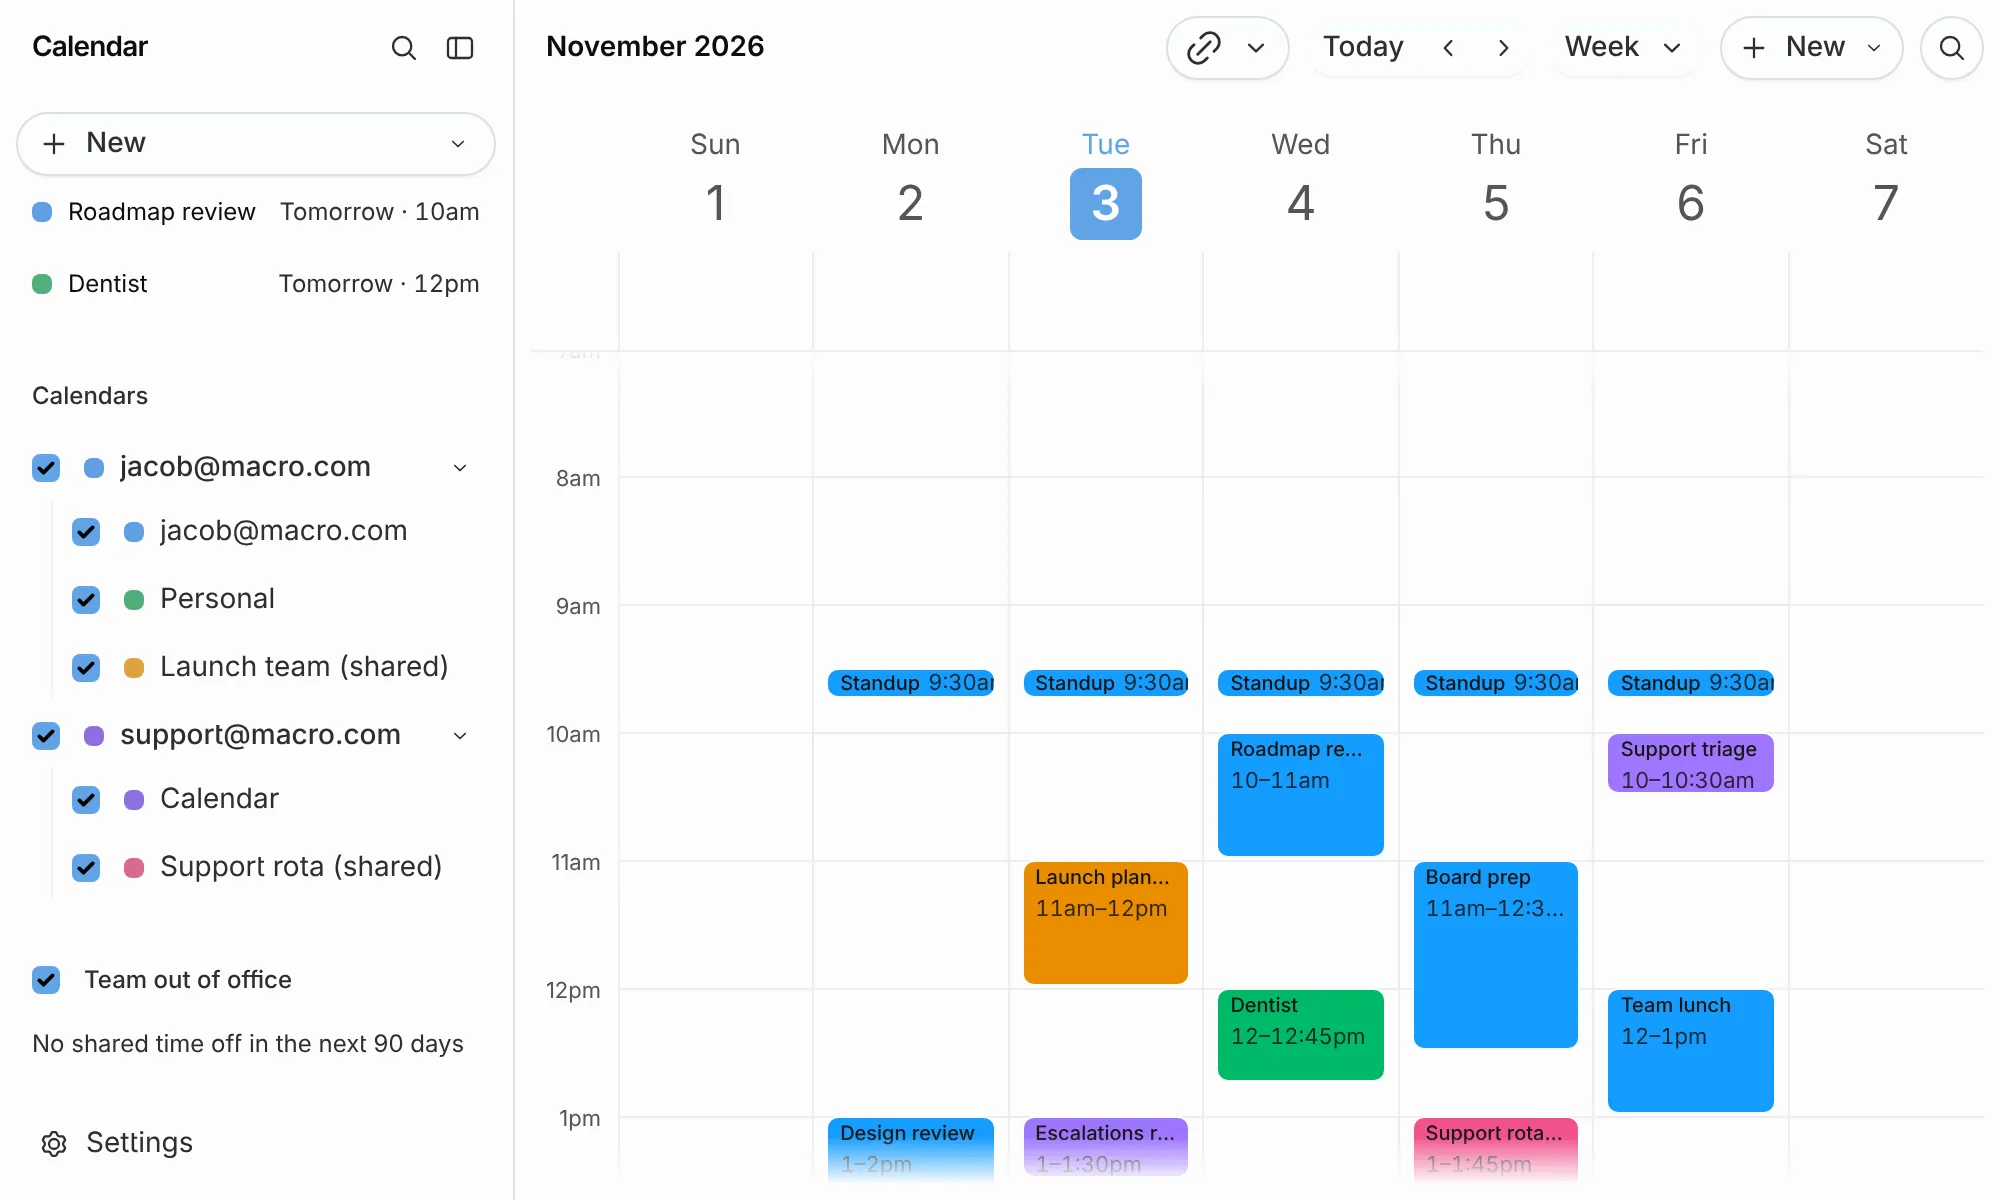 Calendar
New
Roadmap review Tomorrow · 10am
Dentist Tomorrow · 12pm
Calendars
jacob@macro.com
jacob@macro.com
Personal
Launch team (shared)
support@macro.com
Calendar
Support rota (shared)
Team out of office
No shared time off in the next 90 days
Settings
November 2026
Today
Week
New
Sun Mon Tue Wed Thu Fri Sat
1 2 3 4 5 6 7
8am
9am
Standup 9:30 Standup 9:30 Standup 9:30 Standup 9:30 Standup 9:30
10am
Roadmap re... Support triage
10–11am 10–10:30am
11am
Launch plan... Board prep
11am–12pm 11am–12:3...
12pm
Dentist Team lunch
12–12:45pm 12–1pm
1pm
Design review Escalations r... Support rota...
1–2pm 1–1:30pm 1–1:45pm